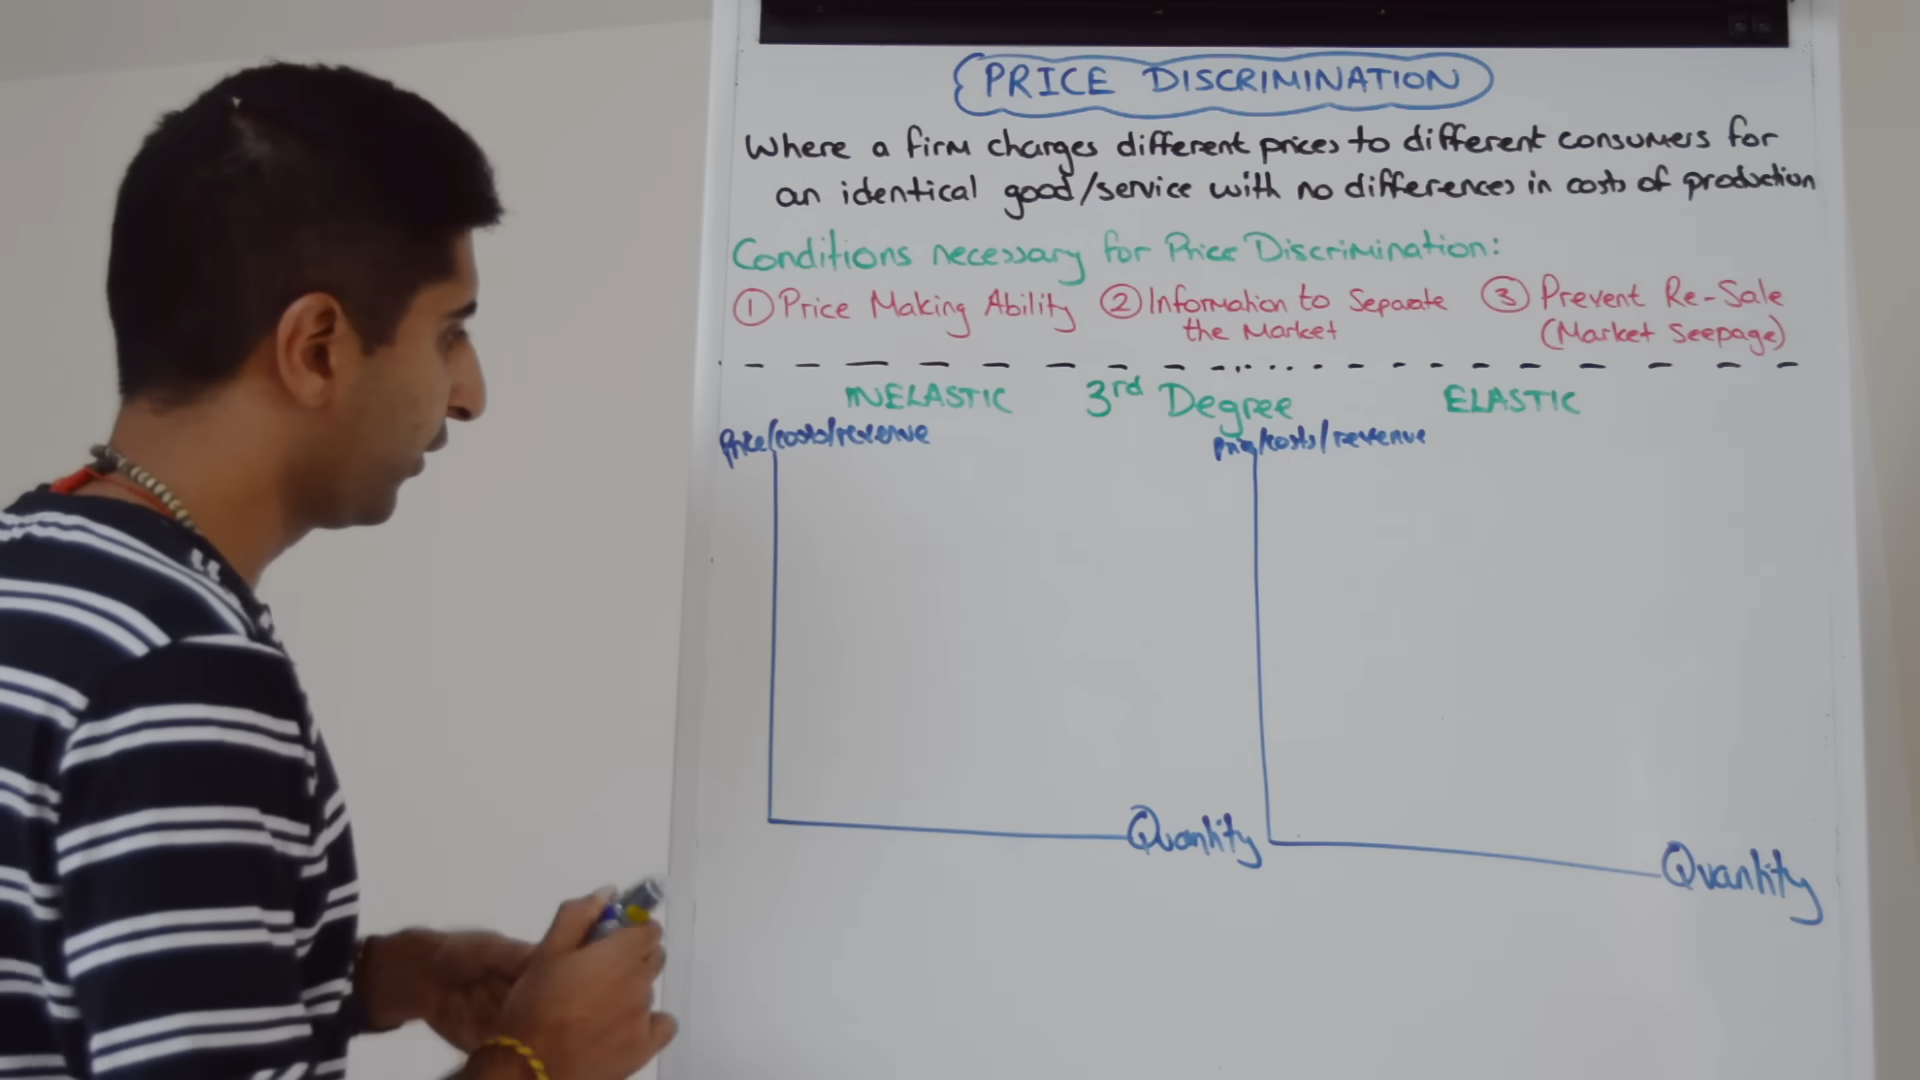 PRICE DISCRIMINATION
Where a firm charges different prices to different consumers for
an identical good/service with no differences in costs of production
Conditions necessary for Price Discrimination:
① Price Making Ability ② Information to Separate ③ Prevent Re-Sale
the Market (Market Seepage)
INELASTIC 3rd Degree ELASTIC
Price/costs/revenue price/costs/revenue
Quantity Quantity